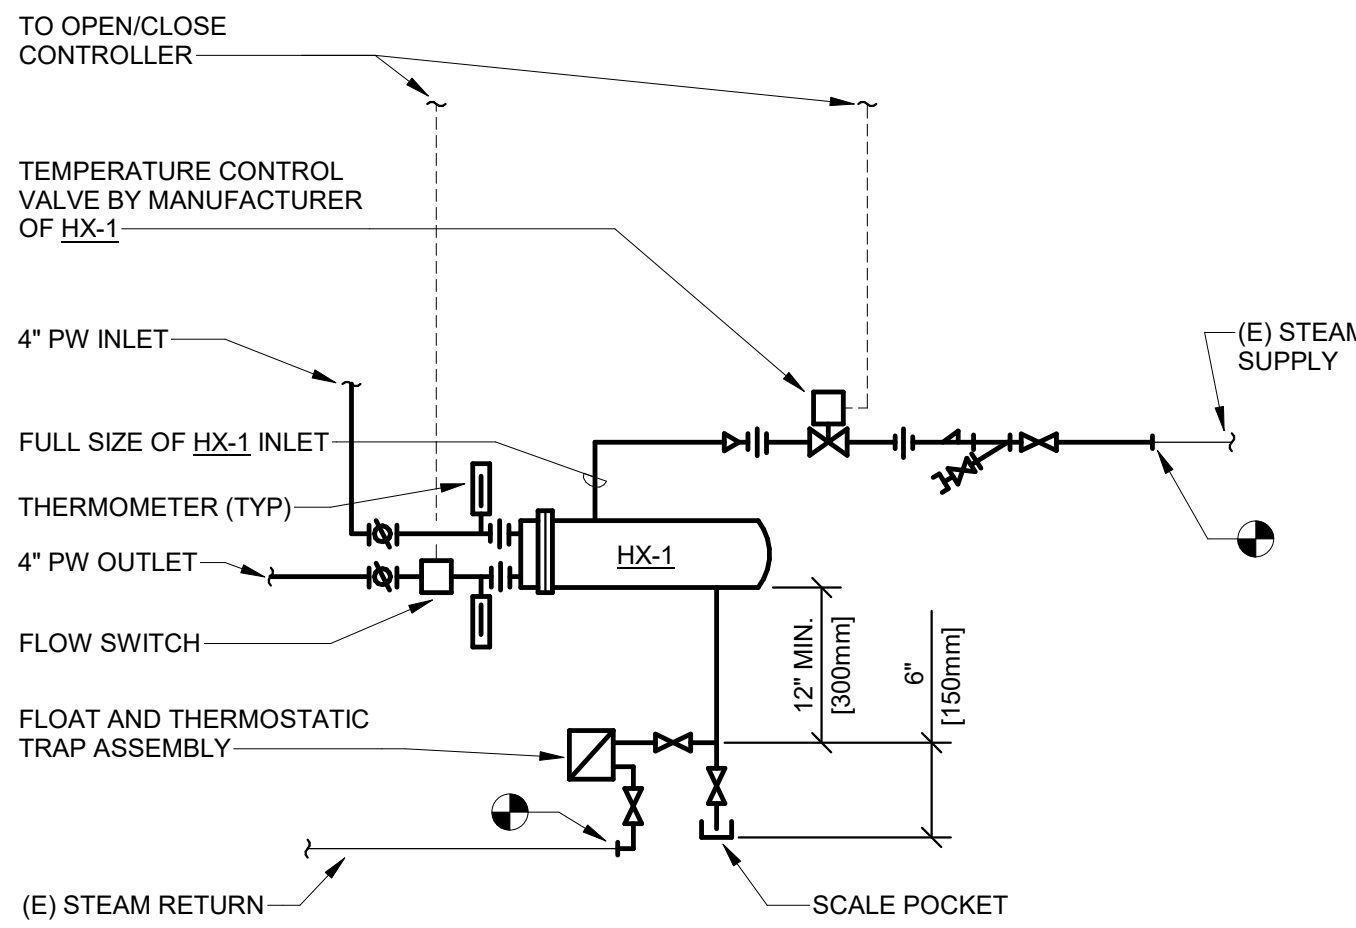 TO OPEN/CLOSE
CONTROLLER
TEMPERATURE CONTROL
VALVE BY MANUFACTURER
OF HX-1
4" PW INLET
(E) STEAM
SUPPLY
FULL SIZE OF HX-1 INLET
THERMOMETER (TYP)
4" PW OUTLET
HX-1
FLOW SWITCH
12" MIN.
[300mm]
6"
[150mm]
FLOAT AND THERMOSTATIC
TRAP ASSEMBLY
(E) STEAM RETURN
SCALE POCKET